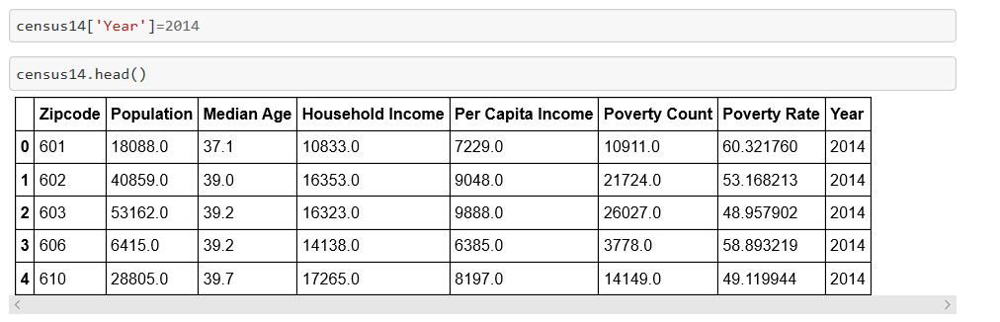 census14['Year']=2014
census14.head()
Zipcode Population Median Age Household Income Per Capita Income Poverty Count Poverty Rate Year
0 601 18088.0 37.1 10833.0 7229.0 10911.0 60.321760 2014
1 602 40859.0 39.0 16353.0 9048.0 21724.0 53.168213 2014
2 603 53162.0 39.2 16323.0 9888.0 26027.0 48.957902 2014
3 606 6415.0 39.2 14138.0 6385.0 3778.0 58.893219 2014
4 610 28805.0 39.7 17265.0 8197.0 14149.0 49.119944 2014